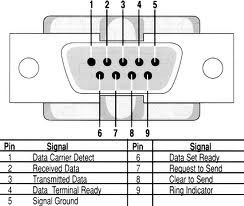 1 2 3 4 5
6 7 8 9
Pin Signal Pin Signal
1 Data Carrier Detect 6 Data Set Ready
2 Received Data 7 Request to Send
3 Transmitted Data 8 Clear to Send
4 Data Terminal Ready 9 Ring Indicator
5 Signal Ground